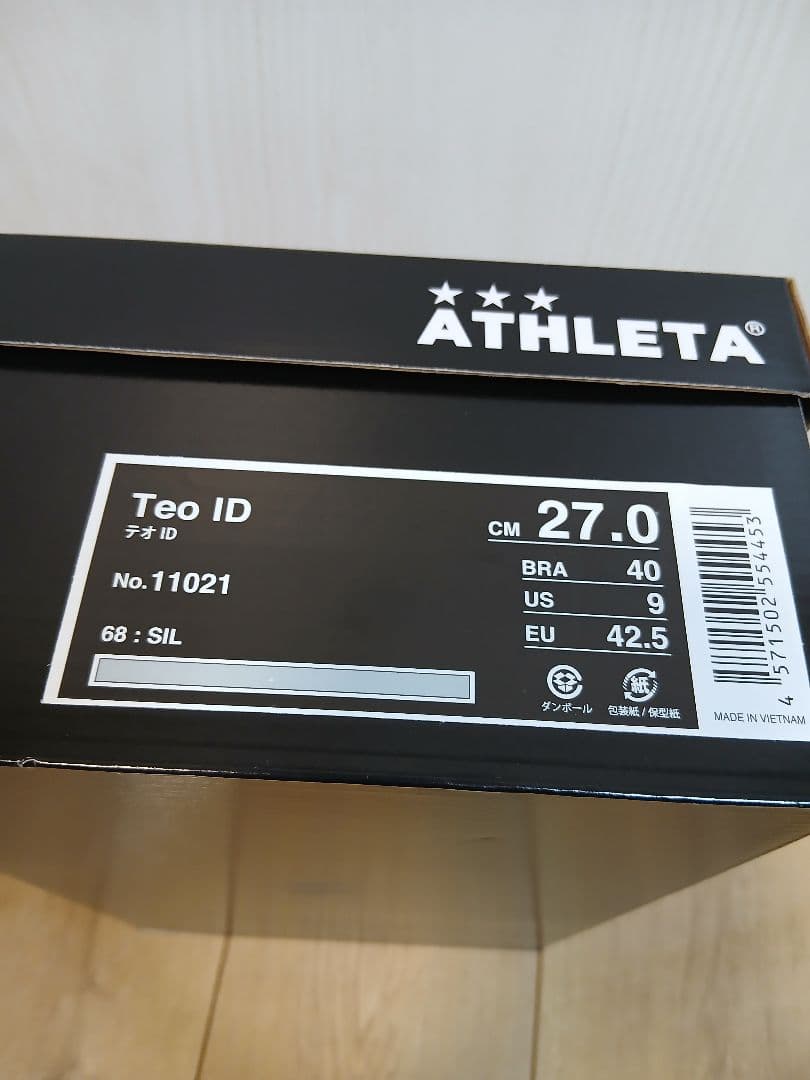 ★★★
ATHLETA®
Teo ID
テオ ID
No.11021
68 : SIL
CM 27.0
BRA 40
US 9
EU 42.5
ダンボール
紙
包装紙 / 保型紙
4 571502 554453
MADE IN VIETNAM